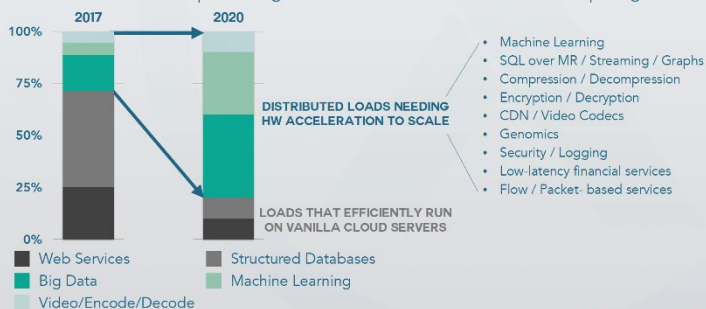 2017
2020
100%
75%
50%
25%
0%
DISTRIBUTED LOADS NEEDING
HW ACCELERATION TO SCALE
LOADS THAT EFFICIENTLY RUN
ON VANILLA CLOUD SERVERS
• Machine Learning
• SQL over MR / Streaming / Graphs
• Compression / Decompression
• Encryption / Decryption
• CDN / Video Codecs
• Genomics
• Security / Logging
• Low-latency financial services
• Flow / Packet- based services
Web Services
Structured Databases
Big Data
Machine Learning
Video/Encode/Decode